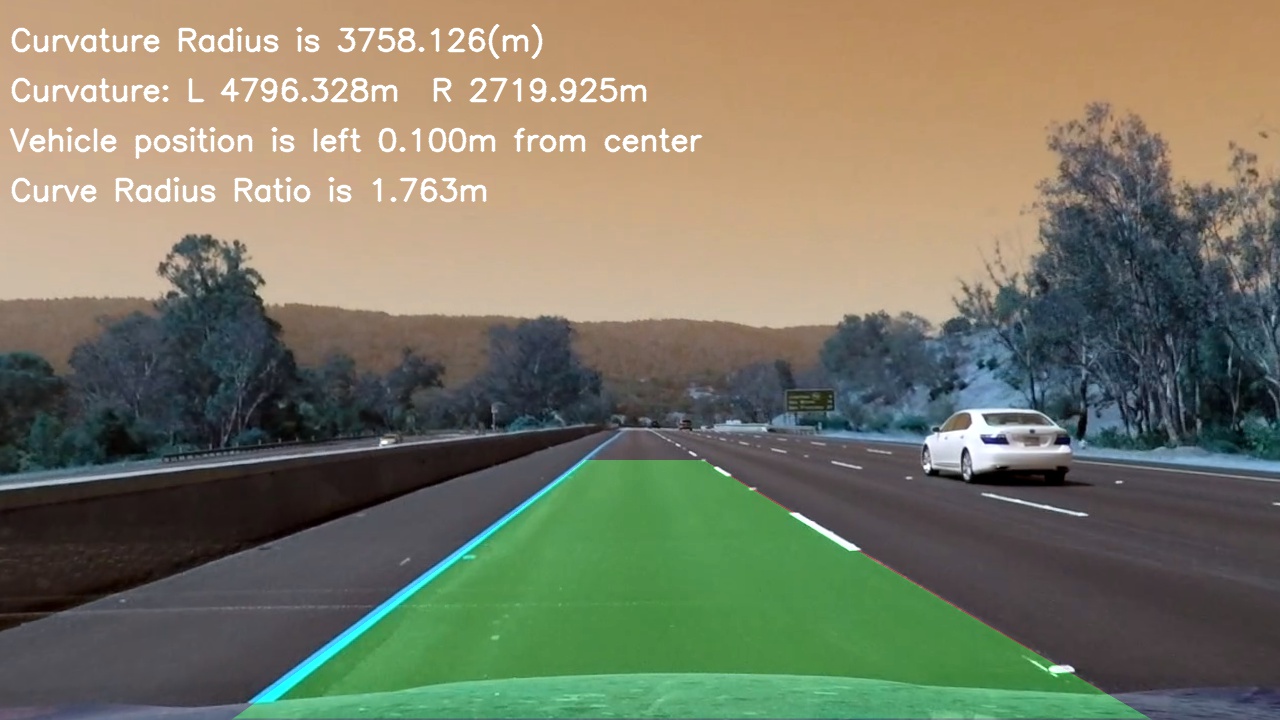 Curvature Radius is 3758.126(m)
Curvature: L 4796.328m R 2719.925m
Vehicle position is left 0.100m from center
Curve Radius Ratio is 1.763m